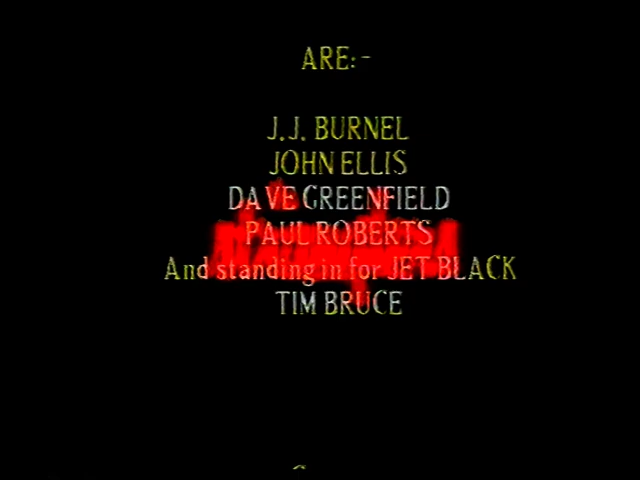 ARE:-
J.J. BURNEL
JOHN ELLIS
DAVE GREENFIELD
PAUL ROBERTS
And standing in for JET BLACK
TIM BRUCE